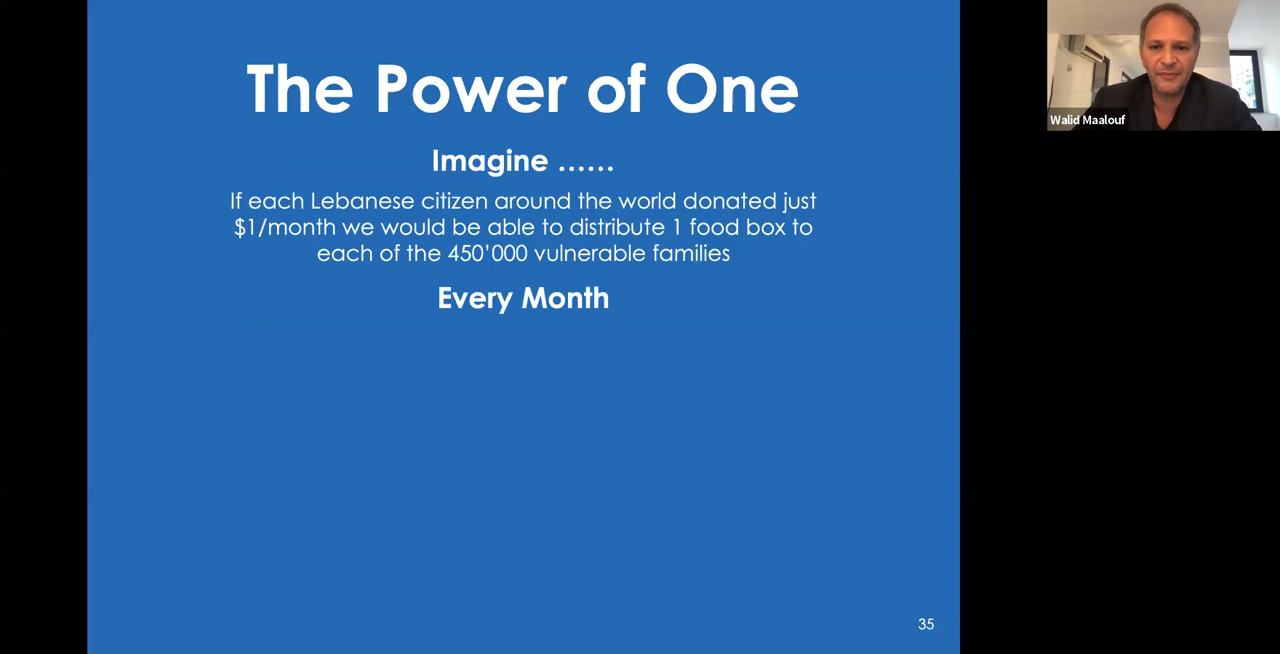 The Power of One
Imagine ......
If each Lebanese citizen around the world donated just
$1/month we would be able to distribute 1 food box to
each of the 450’000 vulnerable families
Every Month
35
Walid Maalouf